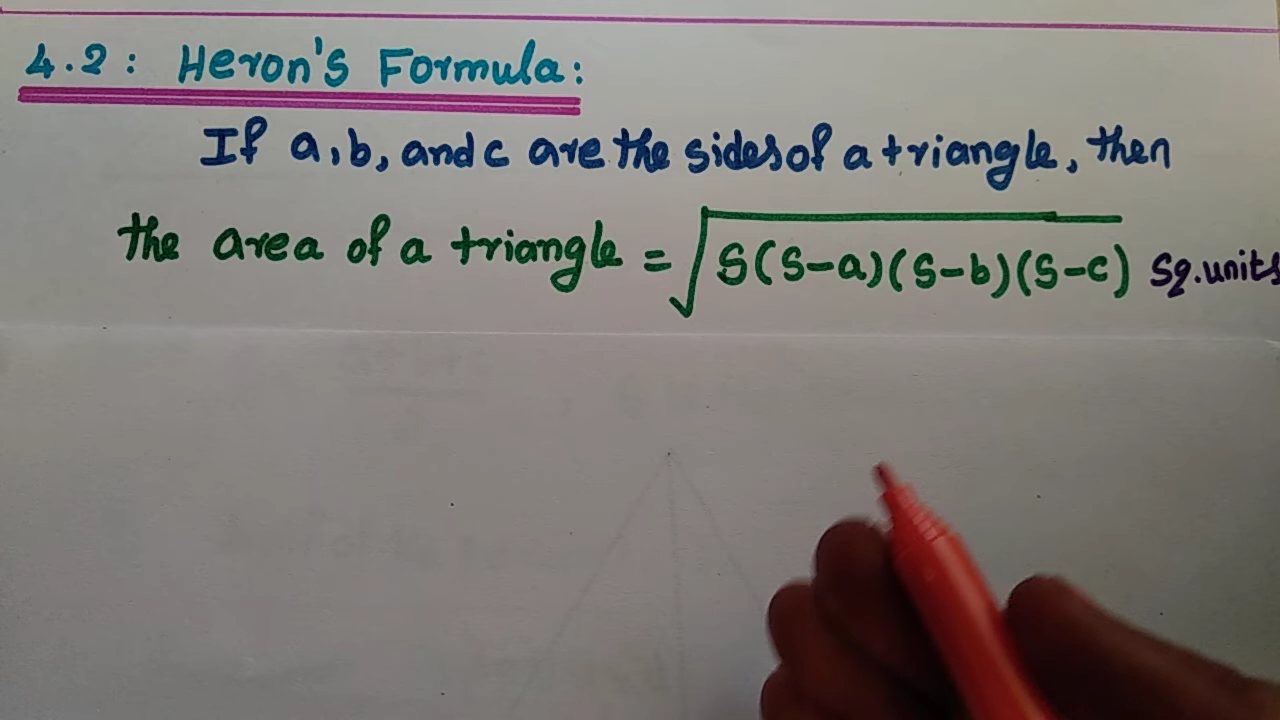 4.2: Heron's Formula:
If a, b, and c are the sides of a triangle, then
the area of a triangle = √S(S-a)(S-b)(S-c) Sq.units